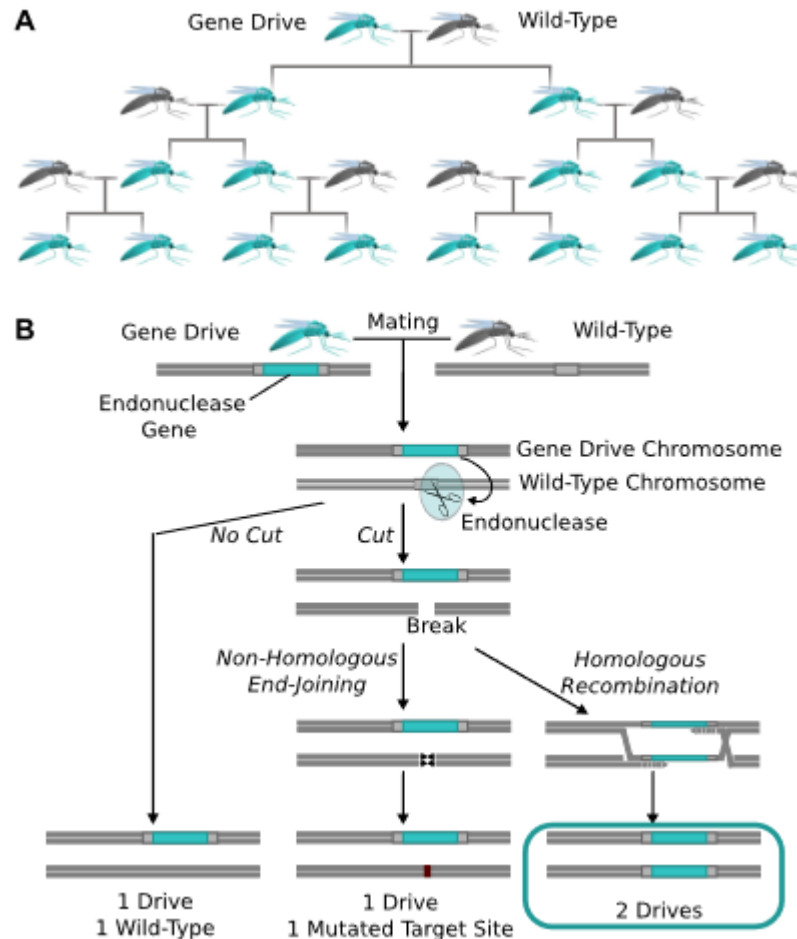 A
Gene Drive
Wild-Type
B
Gene Drive
Mating
Wild-Type
Endonuclease
Gene
Gene Drive Chromosome
Wild-Type Chromosome
Endonuclease
No Cut
Cut
Break
Non-Homologous
End-Joining
Homologous
Recombination
1 Drive
1 Wild-Type
1 Drive
1 Mutated Target Site
2 Drives